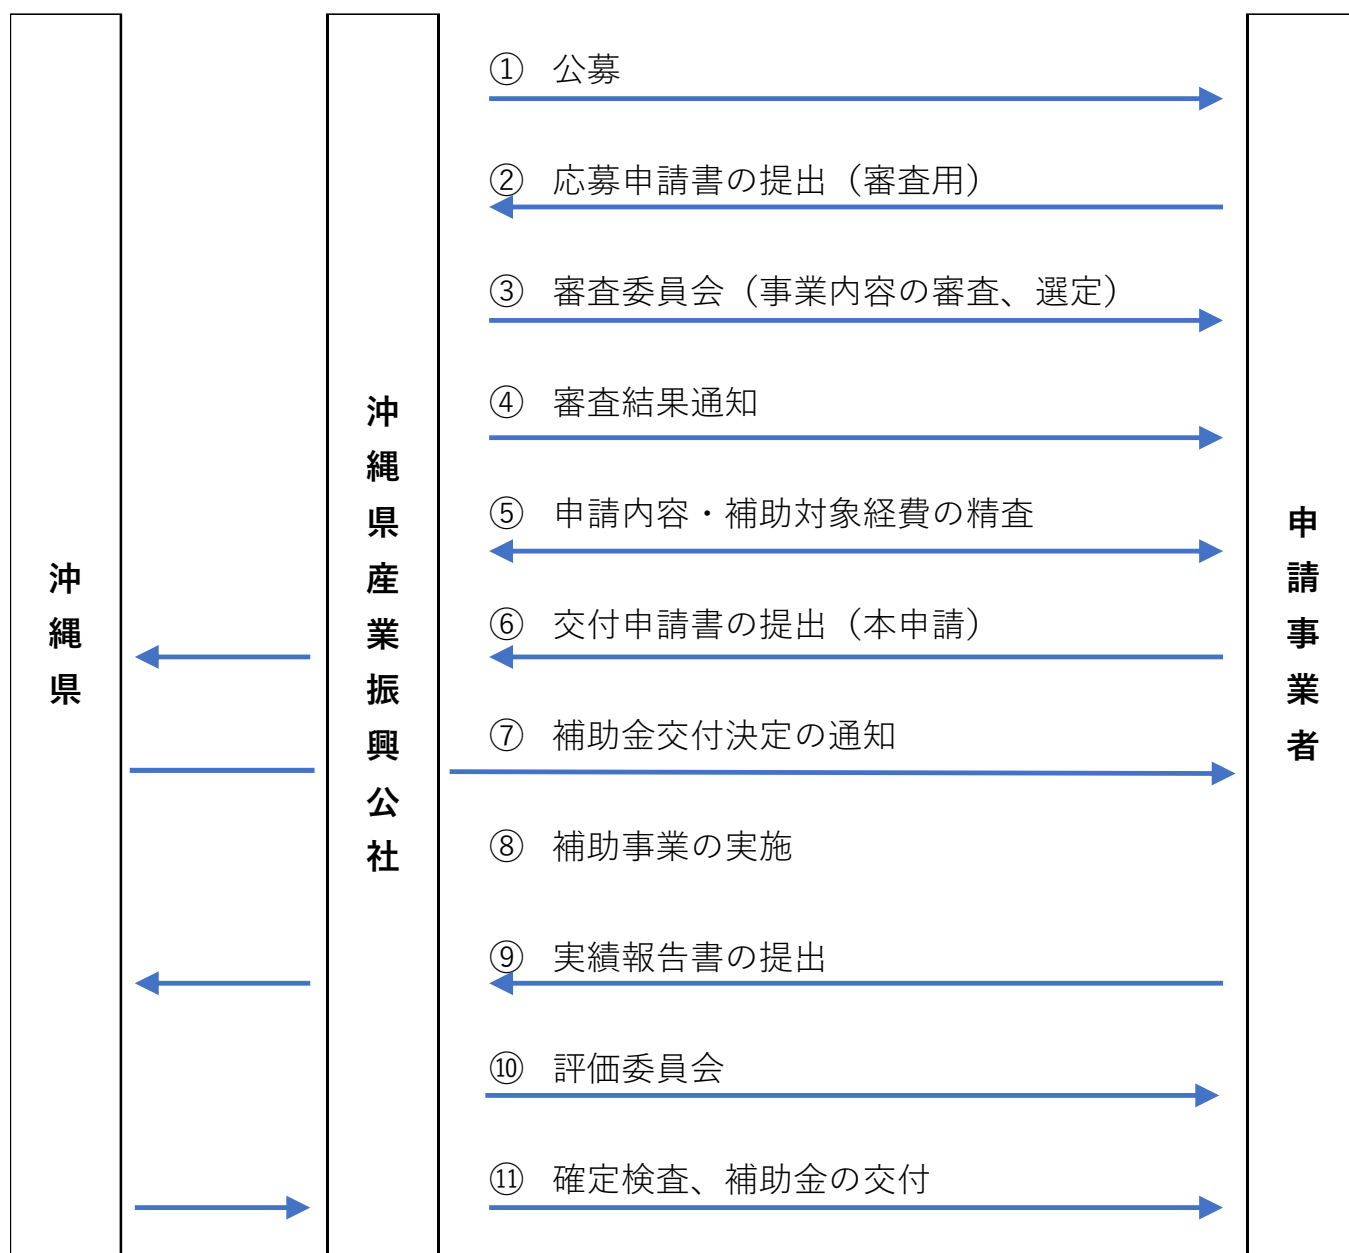 沖縄県
沖縄県産業振興公社
① 公募
② 応募申請書の提出（審査用）
③ 審査委員会（事業内容の審査、選定）
④ 審査結果通知
⑤ 申請内容・補助対象経費の精査
⑥ 交付申請書の提出（本申請）
⑦ 補助金交付決定の通知
⑧ 補助事業の実施
⑨ 実績報告書の提出
⑩ 評価委員会
⑪ 確定検査、補助金の交付
申請事業者